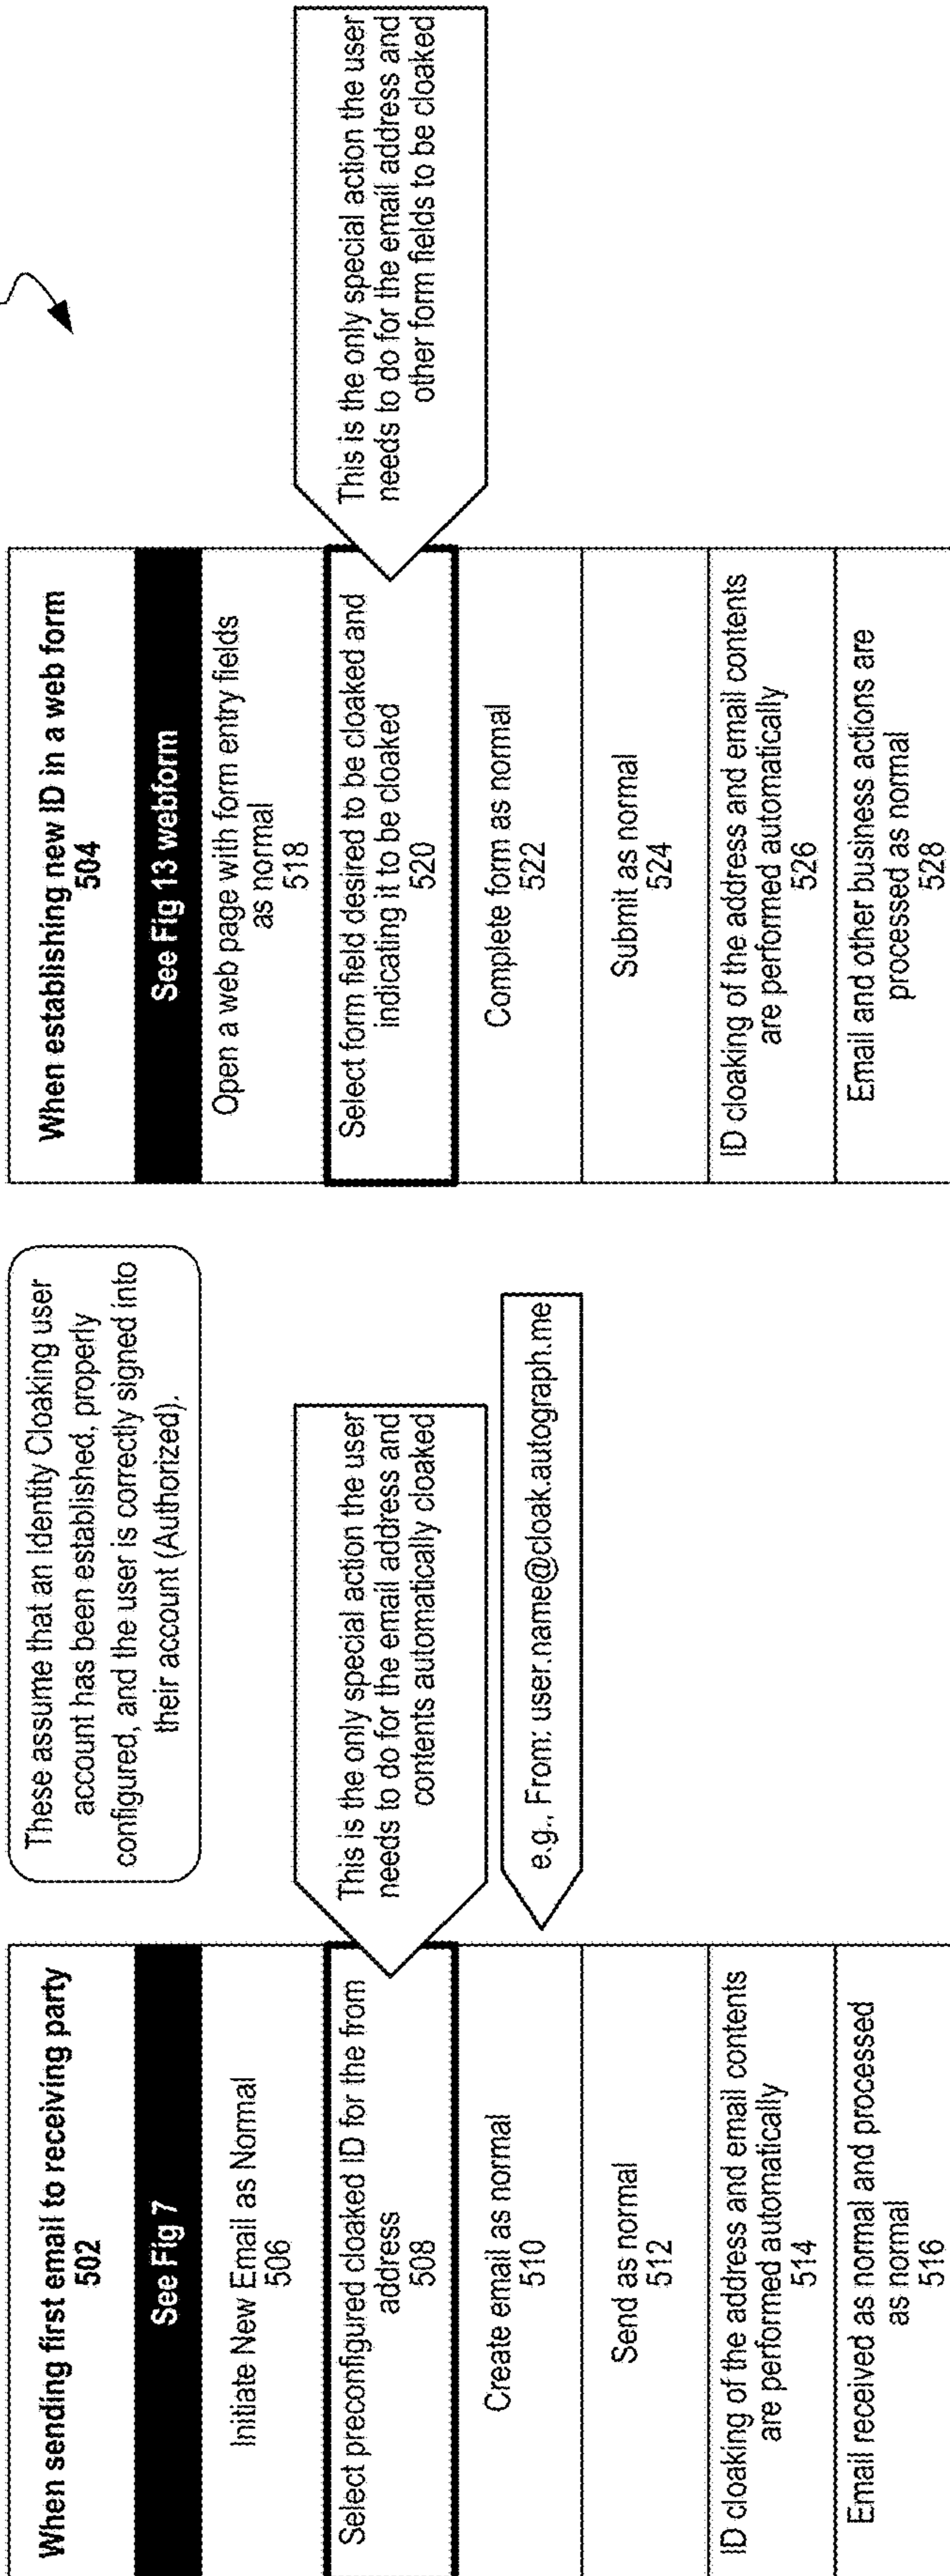 When sending first email to receiving party
502
See Fig 7
Initiate New Email as Normal
506
Select preconfigured cloaked ID for the from
address
508
Create email as normal
510
Send as normal
512
ID cloaking of the address and email contents
are performed automatically
514
Email received as normal and processed
as normal
516
These assume that an Identity Cloaking user
account has been established, properly
configured, and the user is correctly signed into
their account (Authorized).
This is the only special action the user
needs to do for the email address and
contents automatically cloaked
e.g., From: user.name@cloak.autograph.me
When establishing new ID in a web form
504
See Fig 13 webform
Open a web page with form entry fields
as normal
518
Select form field desired to be cloaked and
indicating it to be cloaked
520
Complete form as normal
522
Submit as normal
524
ID cloaking of the address and email contents
are performed automatically
526
Email and other business actions are
processed as normal
528
This is the only special action the user
needs to do for the email address and
other form fields to be cloaked